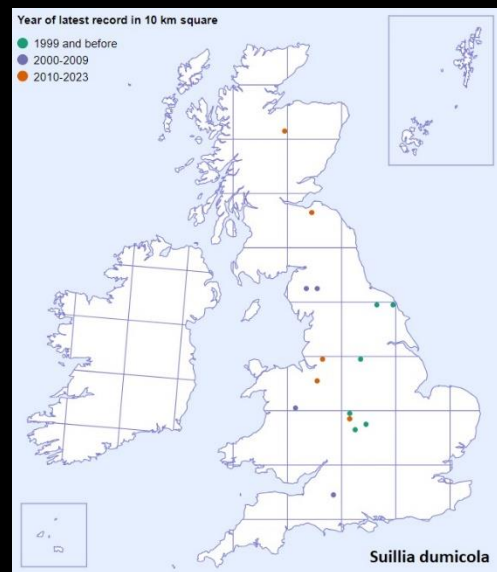 Year of latest record in 10 km square
1999 and before
2000-2009
2010-2023
Suillia dumicola